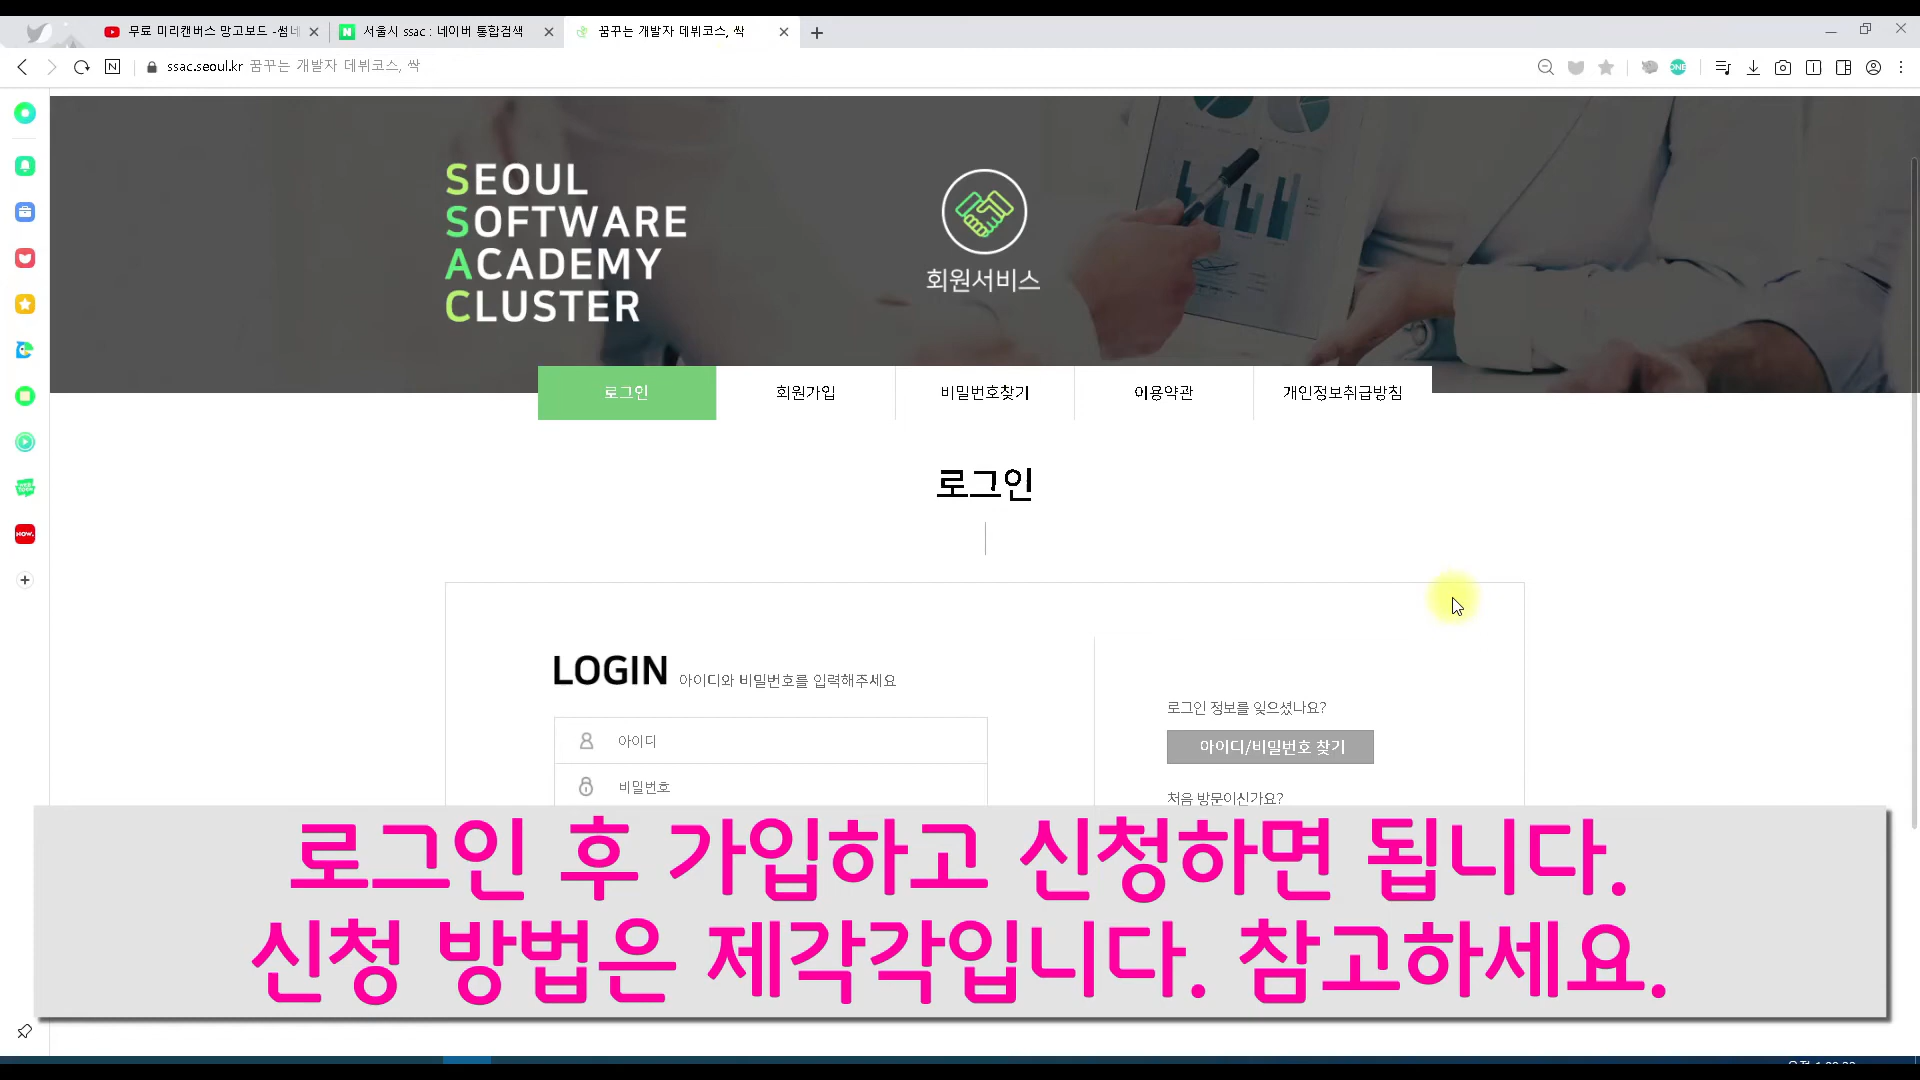 무료 미리캔버스 망고보드 -썸네
서울시 ssac : 네이버 통합검색
꿈꾸는 개발자 데뷔코스, 싹
ssac.seoul.kr 꿈꾸는 개발자 데뷔코스, 싹
ONE
SEOUL
SOFTWARE
ACADEMY
CLUSTER
회원서비스
로그인 회원가입 비밀번호찾기 이용약관 개인정보취급방침
로그인
NOW.
LOGIN 아이디와 비밀번호를 입력해주세요
아이디
비밀번호
로그인 정보를 잊으셨나요?
아이디/비밀번호 찾기
처음 방문이신가요?
로그인 후 가입하고 신청하면 됩니다.
신청 방법은 제각각입니다. 참고하세요.